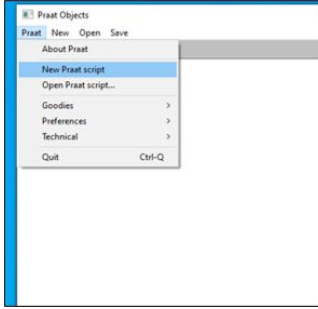 Praat Objects
Praat New Open Save
About Praat
New Praat script
Open Praat script...
Goodies >
Preferences >
Technical >
Quit Ctrl-Q